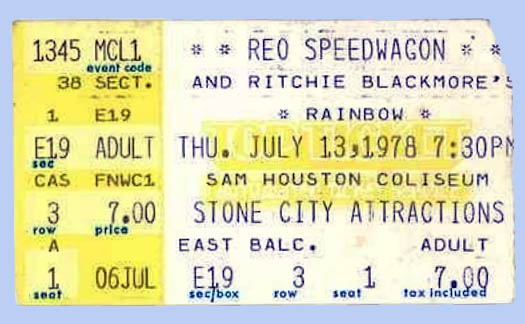 1345 MCL1
event code
38 SECT.
1 E19
E19 ADULT
sec
CAS FNWC1
3 7.00
row price
A
1 06JUL
seat
* * REO SPEEDWAGON * *
AND RITCHIE BLACKMORE'S
* RAINBOW *
THU. JULY 13,1978 7:30PM
SAM HOUSTON COLISEUM
STONE CITY ATTRACTIONS
EAST BALC. ADULT
E19 3 1 7.00
sec/box row seat tax included